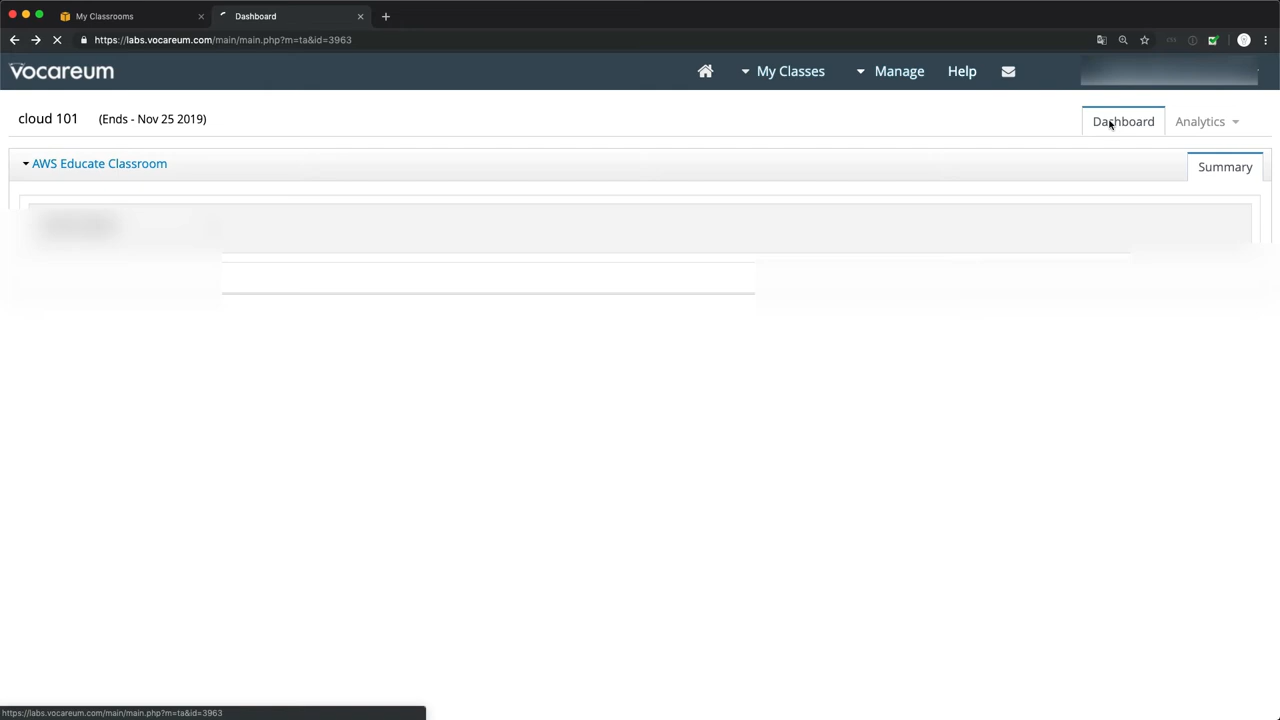 My Classrooms
Dashboard
https://labs.vocareum.com/main/main.php?m=ta&id=3963
vocareum
My Classes
Manage
Help
cloud 101 (Ends - Nov 25 2019)
Dashboard
Analytics
AWS Educate Classroom
Summary
https://labs.vocareum.com/main/main.php?m=ta&id=3963